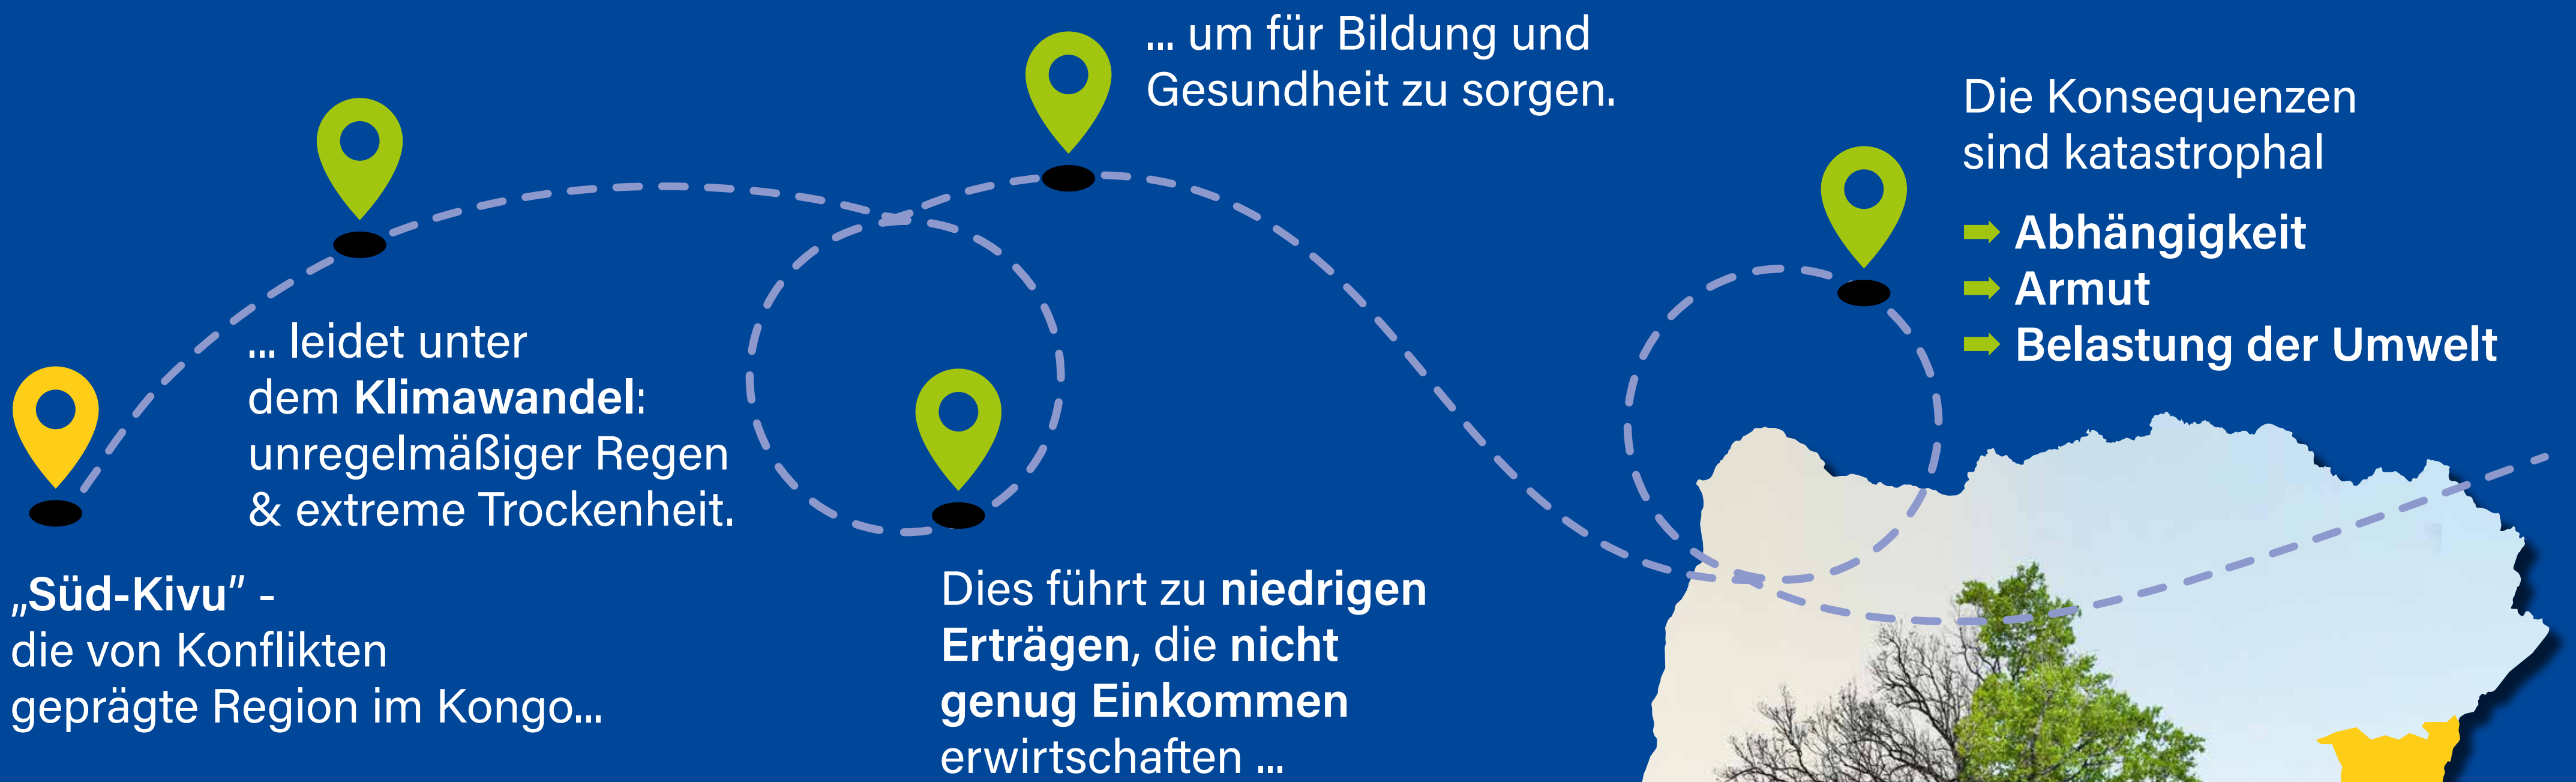 „Süd-Kivu” -
die von Konflikten
geprägte Region im Kongo...
... leidet unter
dem Klimawandel:
unregelmäßiger Regen
& extreme Trockenheit.
Dies führt zu niedrigen
Erträgen, die nicht
genug Einkommen
erwirtschaften ...
... um für Bildung und
Gesundheit zu sorgen.
Die Konsequenzen
sind katastrophal
➡ Abhängigkeit
➡ Armut
➡ Belastung der Umwelt